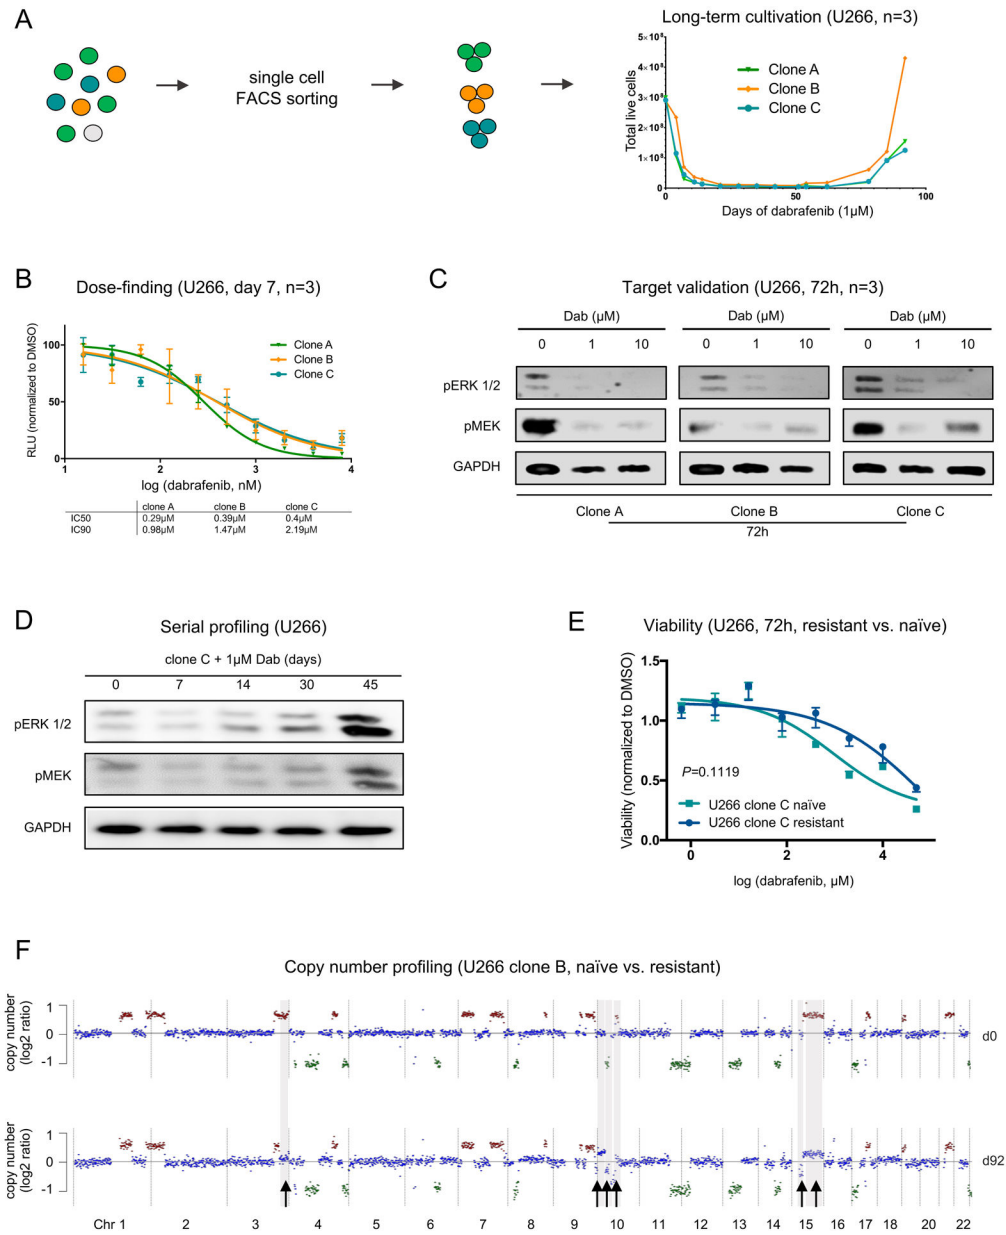 A
Long-term cultivation (U266, n=3)
single cell
FACS sorting
Total live cells
5×10⁸
4×10⁸
3×10⁸
2×10⁸
1×10⁸
0
Clone A
Clone B
Clone C
0
50
100
Days of dabrafenib (1µM)
B
Dose-finding (U266, day 7, n=3)
RLU (normalized to DMSO)
100
50
0
Clone A
Clone B
Clone C
1
2
3
4
log (dabrafenib, nM)
clone A clone B clone C
IC50 0.29µM 0.39µM 0.4µM
IC90 0.98µM 1.47µM 2.19µM
C
Target validation (U266, 72h, n=3)
Dab (µM) Dab (µM) Dab (µM)
0 1 10 0 1 10 0 1 10
pERK 1/2
pMEK
GAPDH
Clone A Clone B Clone C
72h
D
Serial profiling (U266)
clone C + 1µM Dab (days)
0 7 14 30 45
pERK 1/2
pMEK
GAPDH
E
Viability (U266, 72h, resistant vs. naïve)
Viability (normalized to DMSO)
1.5
1.0
0.5
0.0
P=0.1119
U266 clone C naïve
U266 clone C resistant
0 2 4
log (dabrafenib, µM)
F
Copy number profiling (U266 clone B, naïve vs. resistant)
copy number
(log2 ratio)
1
0
-1
d0
copy number
(log2 ratio)
1
0
-1
d92
Chr 1 2 3 4 5 6 7 8 9 10 11 12 13 14 15 16 17 18 20 22